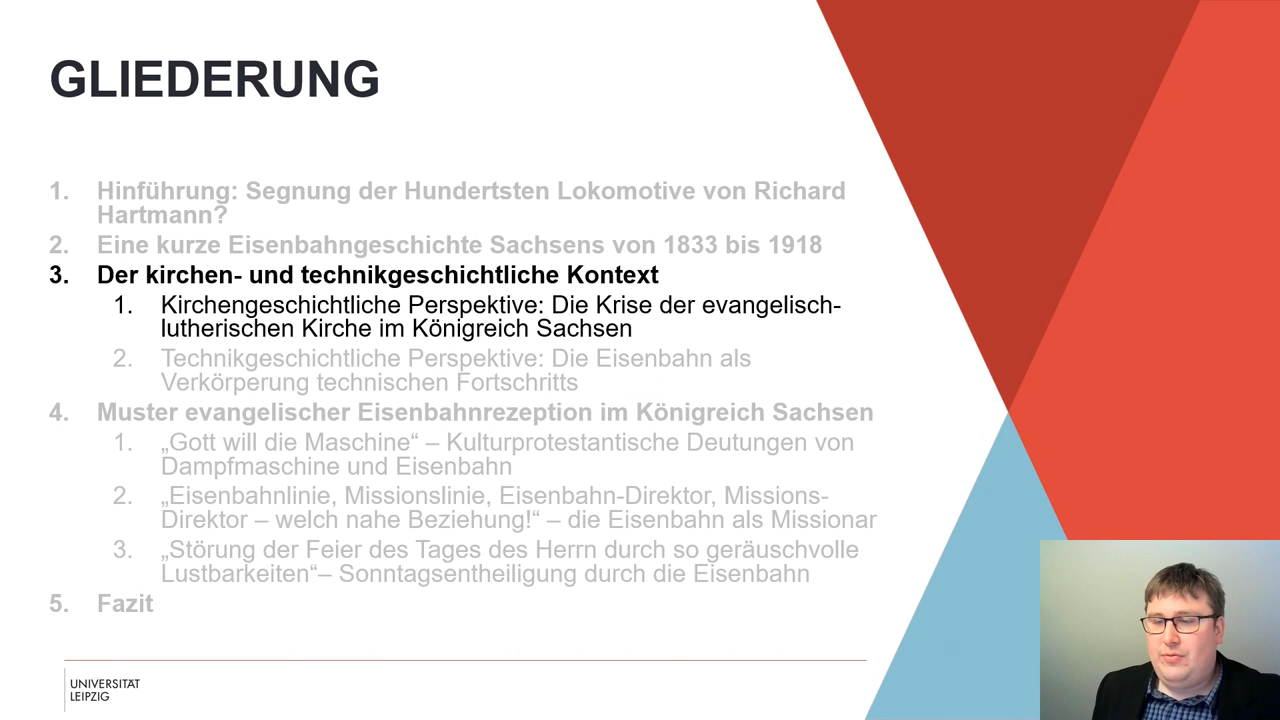 GLIEDERUNG
1. Hinführung: Segnung der Hundertsten Lokomotive von Richard
Hartmann?
2. Eine kurze Eisenbahngeschichte Sachsens von 1833 bis 1918
3. Der kirchen- und technikgeschichtliche Kontext
1. Kirchengeschichtliche Perspektive: Die Krise der evangelisch-
lutherischen Kirche im Königreich Sachsen
2. Technikgeschichtliche Perspektive: Die Eisenbahn als
Verkörperung technischen Fortschritts
4. Muster evangelischer Eisenbahnrezeption im Königreich Sachsen
1. „Gott will die Maschine“ – Kulturprotestantische Deutungen von
Dampfmaschine und Eisenbahn
2. „Eisenbahnlinie, Missionslinie, Eisenbahn-Direktor, Missions-
Direktor – welch nahe Beziehung!“ – die Eisenbahn als Missionar
3. „Störung der Feier des Tages des Herrn durch so geräuschvolle
Lustbarkeiten“– Sonntagsentheiligung durch die Eisenbahn
5. Fazit
UNIVERSITÄT
LEIPZIG